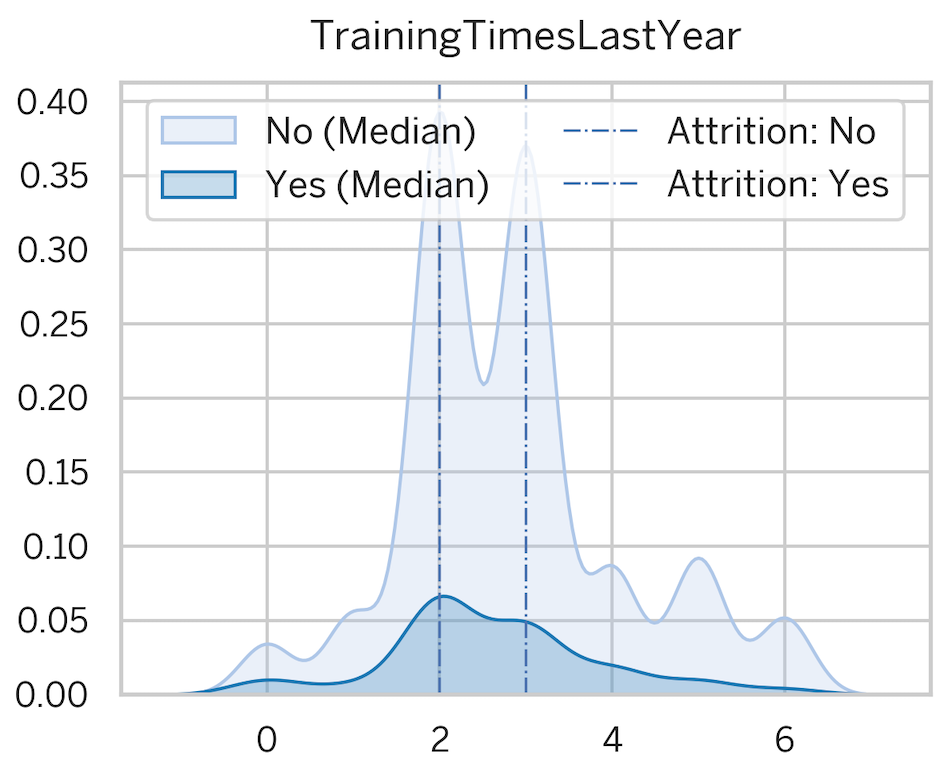 TrainingTimesLastYear
0.40
0.35
0.30
0.25
0.20
0.15
0.10
0.05
0.00
No (Median) Attrition: No
Yes (Median) Attrition: Yes
0 2 4 6